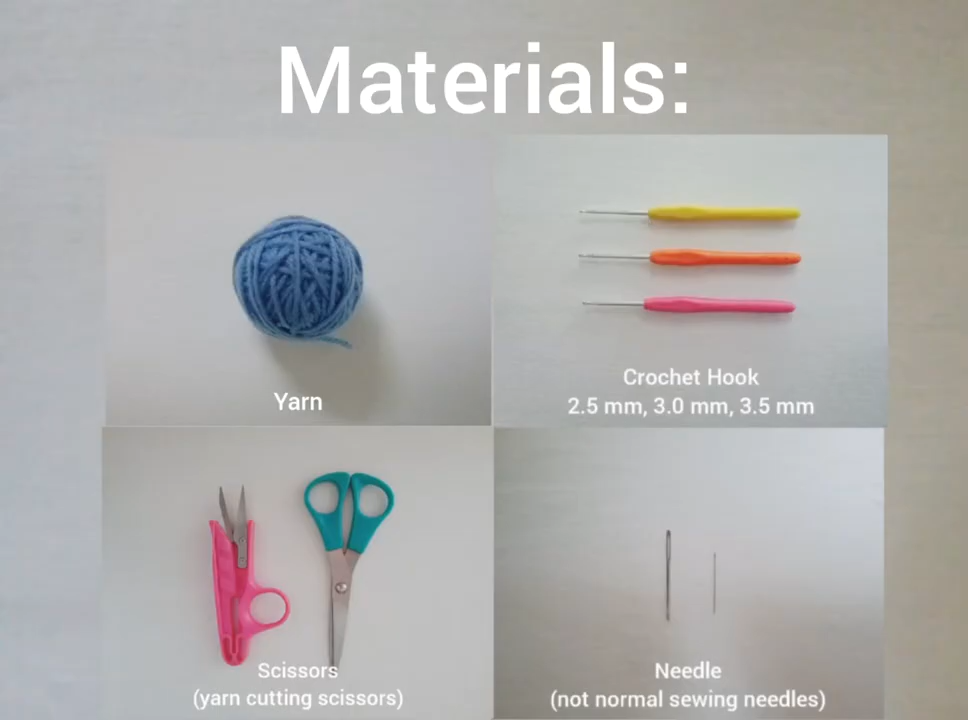 Materials:
Yarn
Crochet Hook
2.5 mm, 3.0 mm, 3.5 mm
Scissors
(yarn cutting scissors)
Needle
(not normal sewing needles)